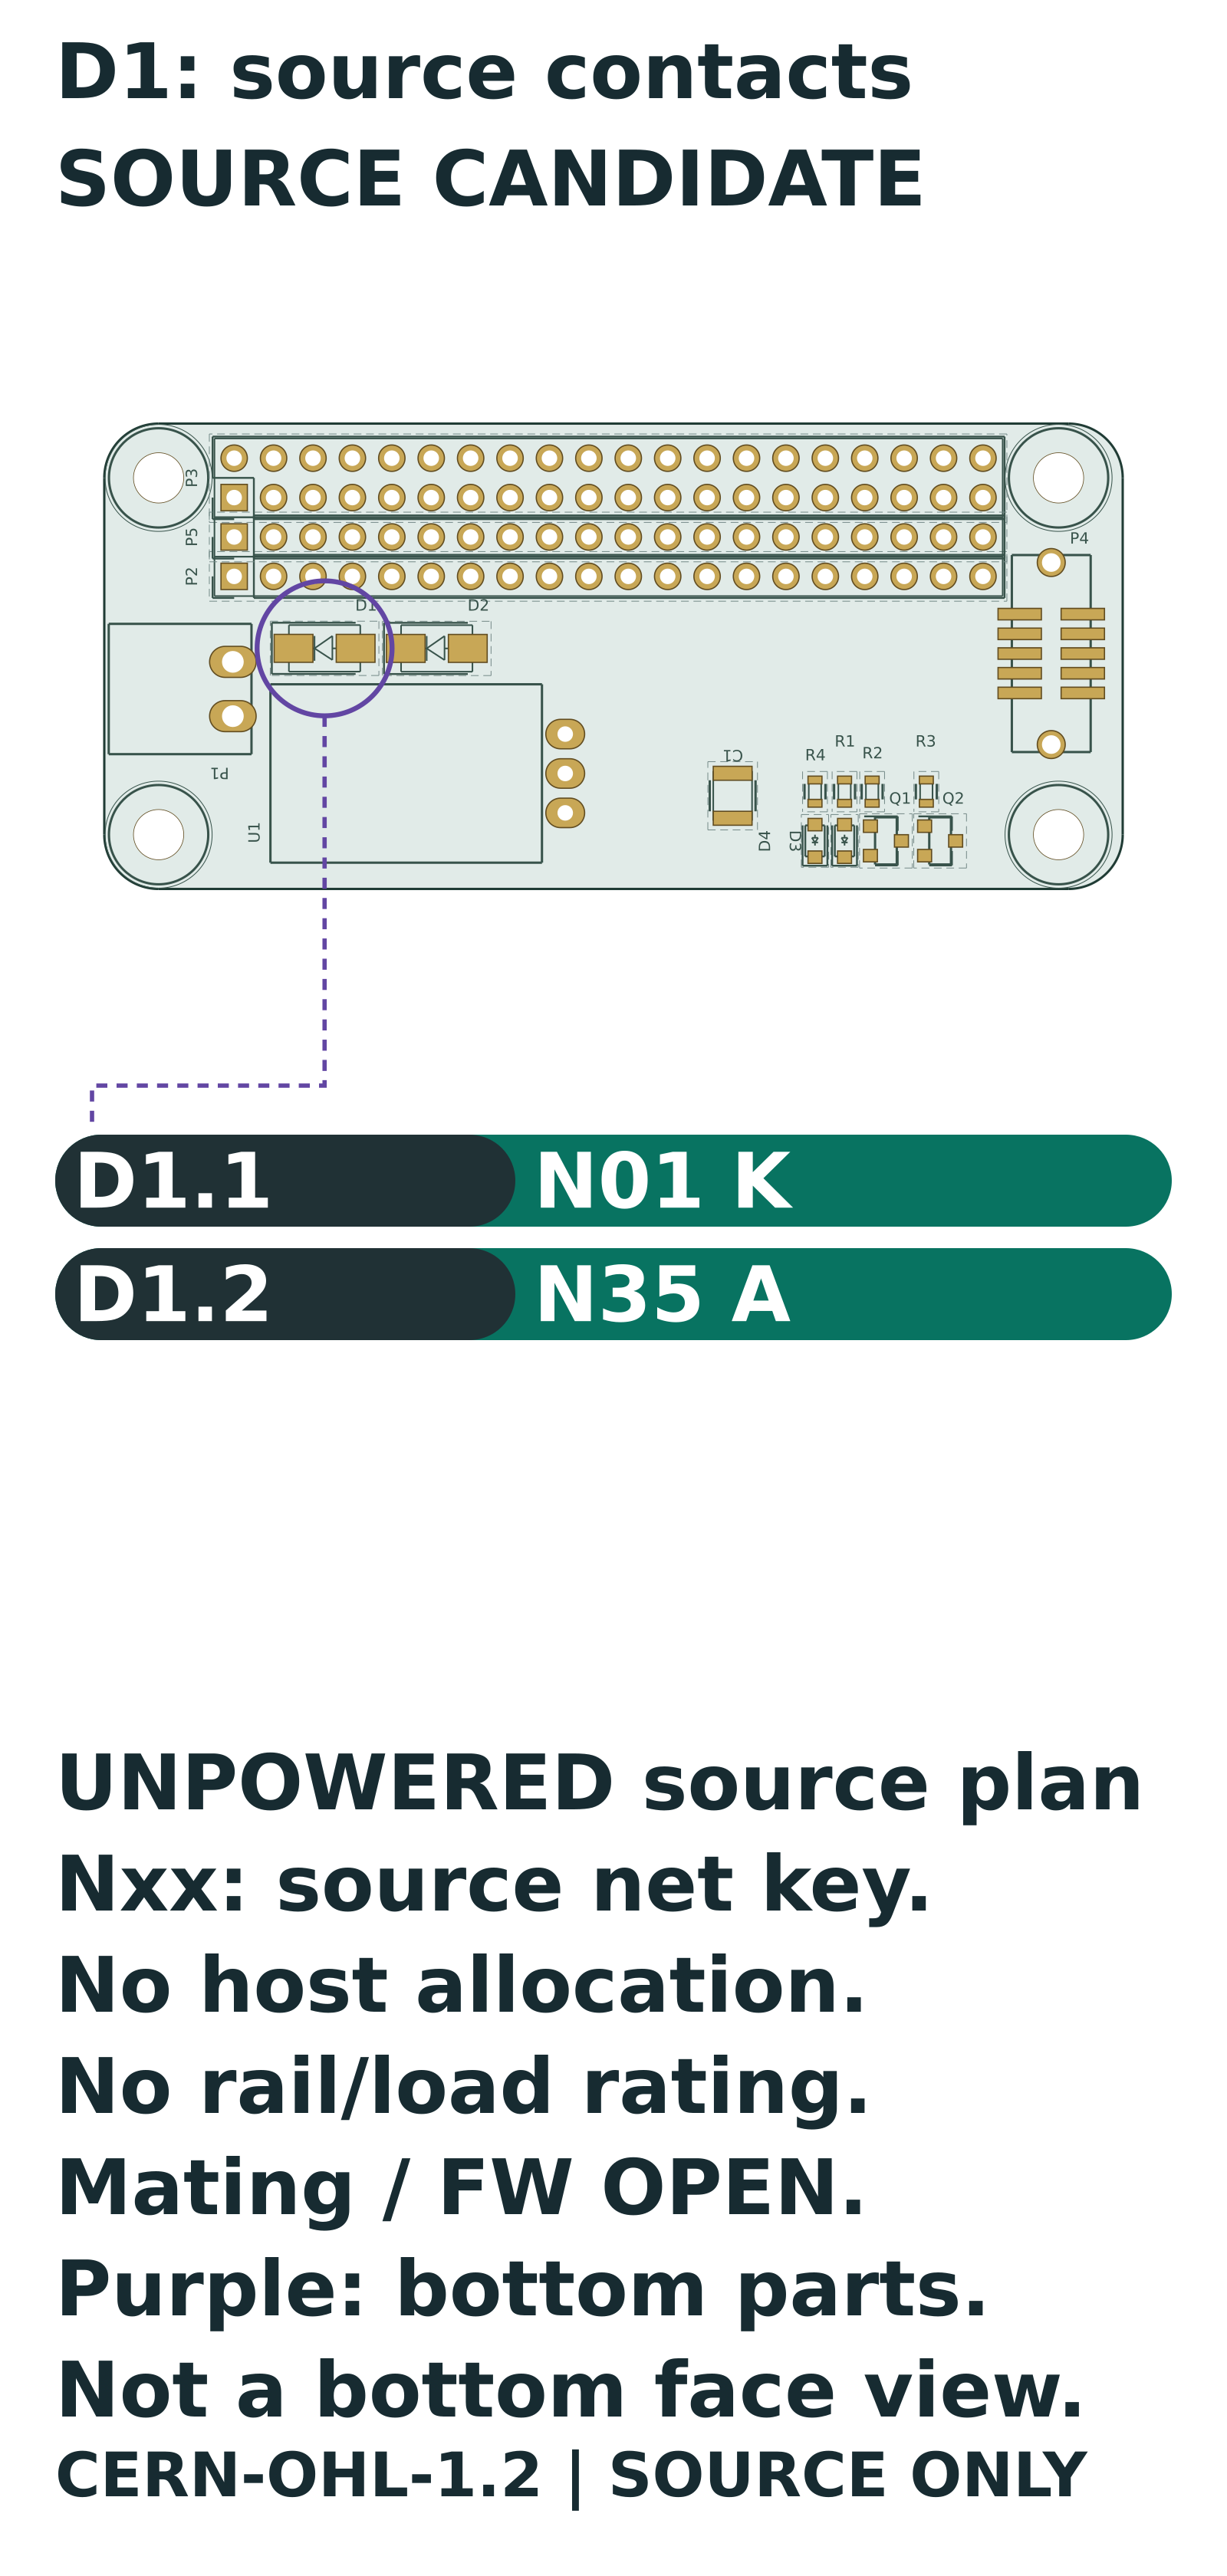 D1: source contacts
SOURCE CANDIDATE
P3
P5
P2
P4
D1
D2
P1
U1
C1
R4
R1
R2
R3
Q1
Q2
D4
D3
D1.1 N01 K
D1.2 N35 A
UNPOWERED source plan
Nxx: source net key.
No host allocation.
No rail/load rating.
Mating / FW OPEN.
Purple: bottom parts.
Not a bottom face view.
CERN-OHL-1.2 | SOURCE ONLY